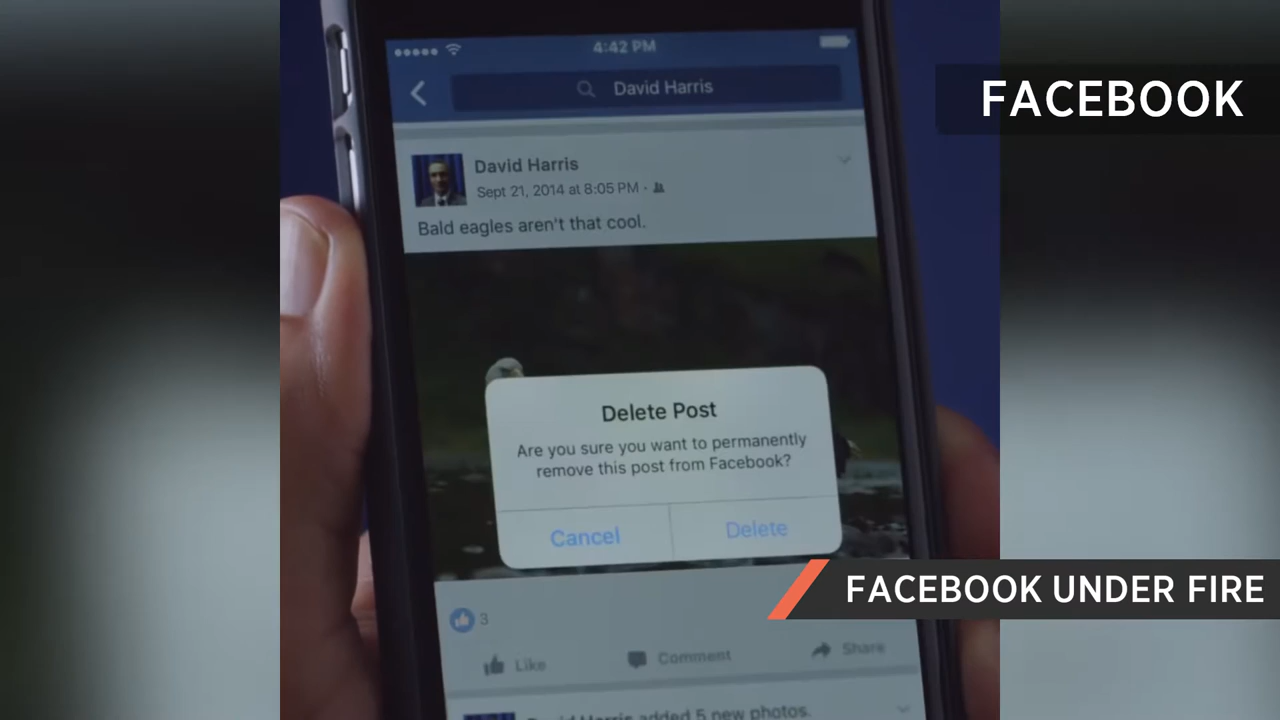 4:42 PM
FACEBOOK
David Harris
David Harris
Sept 21, 2014 at 8:05 PM ·
Bald eagles aren't that cool.
Delete Post
Are you sure you want to permanently
remove this post from Facebook?
Cancel Delete
FACEBOOK UNDER FIRE
3
Like Comment Share
David Harris added 5 new photos.